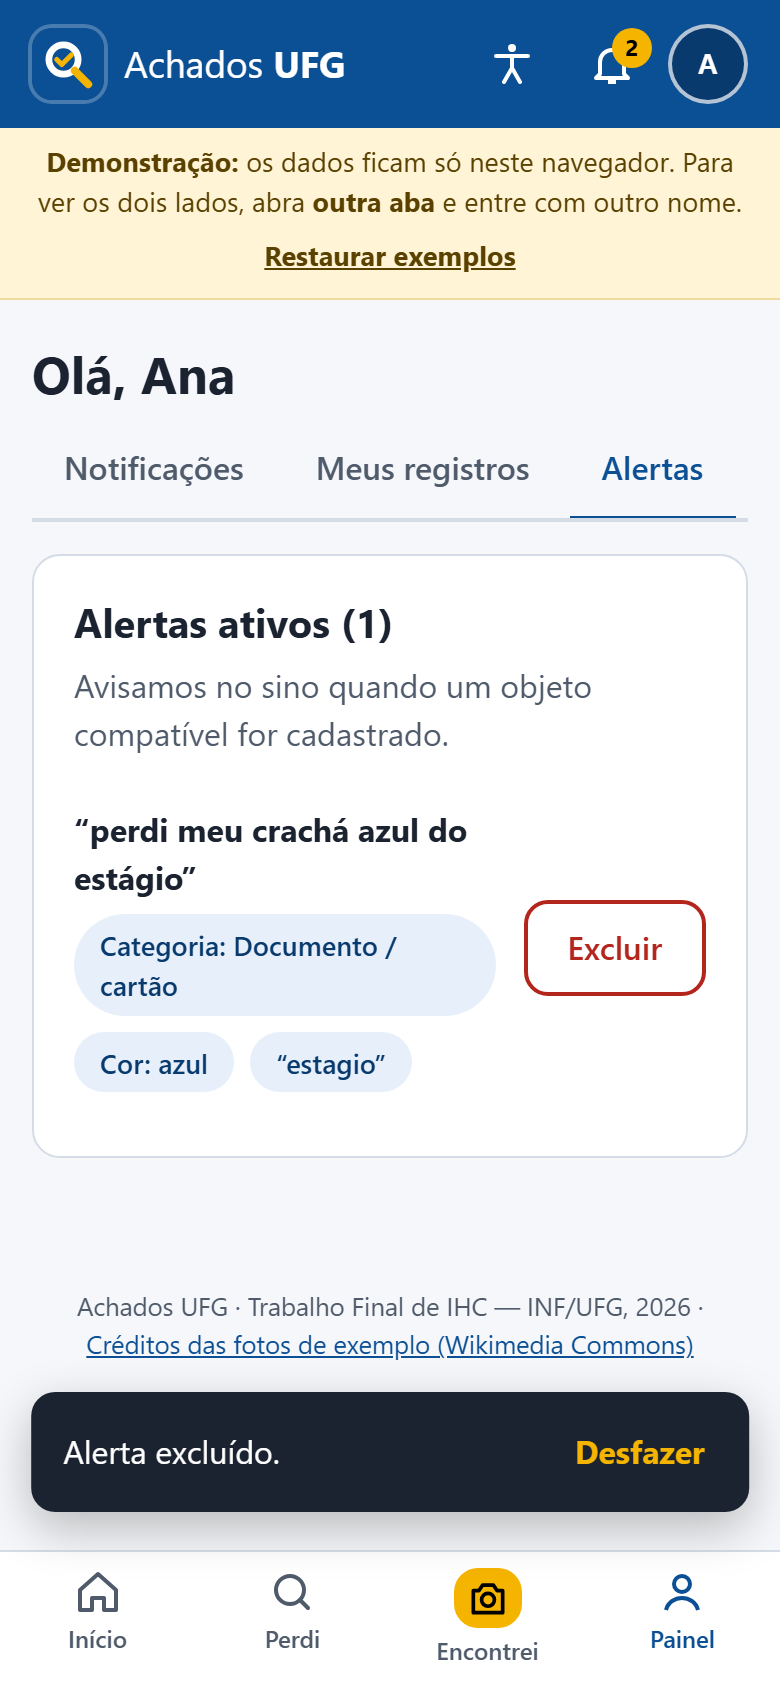 Achados UFG
2
A
Demonstração: os dados ficam só neste navegador. Para
ver os dois lados, abra outra aba e entre com outro nome.
Restaurar exemplos
Olá, Ana
Notificações
Meus registros
Alertas
Alertas ativos (1)
Avisamos no sino quando um objeto
compatível for cadastrado.
“perdi meu crachá azul do
estágio”
Categoria: Documento /
cartão
Excluir
Cor: azul
“estagio”
Achados UFG · Trabalho Final de IHC — INF/UFG, 2026 ·
Créditos das fotos de exemplo (Wikimedia Commons)
Alerta excluído.
Desfazer
Início
Perdi
Encontrei
Painel